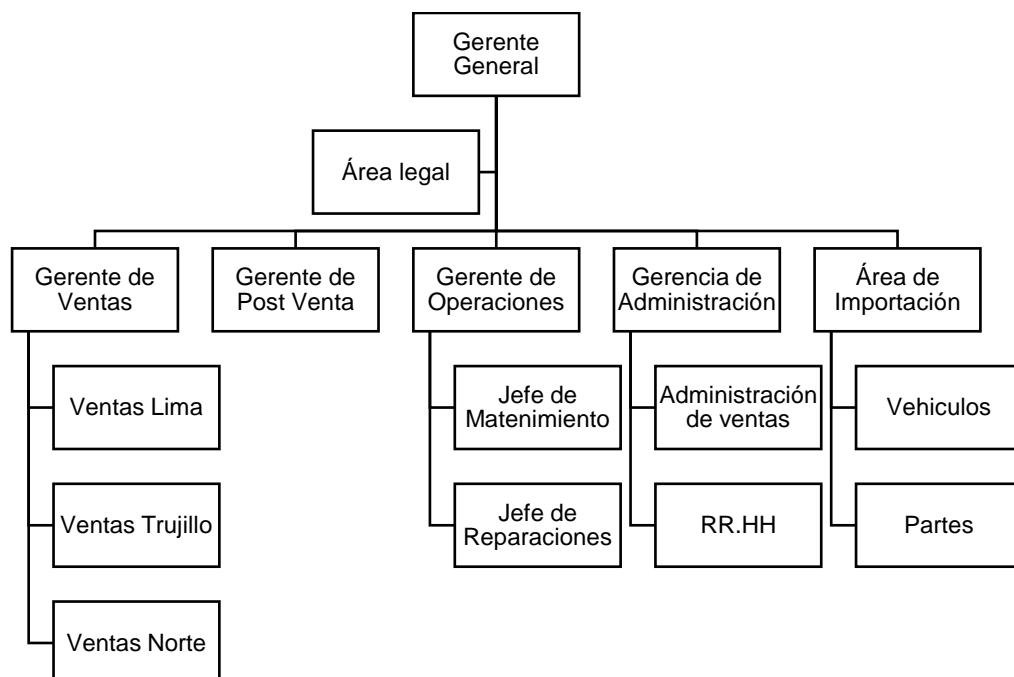 Gerente
General
Área legal
Gerente de
Ventas
Gerente de
Post Venta
Gerente de
Operaciones
Gerencia de
Administración
Área de
Importación
Ventas Lima
Jefe de
Matenimiento
Administración
de ventas
Vehiculos
Ventas Trujillo
Jefe de
Reparaciones
RR.HH
Partes
Ventas Norte